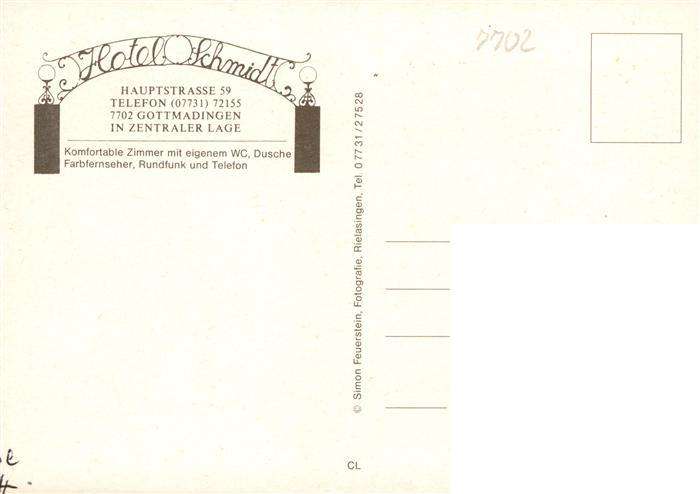 Hotel Schmidt
HAUPTSTRASSE 59
TELEFON (07731) 72155
7702 GOTTMADINGEN
IN ZENTRALER LAGE
Komfortable Zimmer mit eigenem WC, Dusche
Farbfernseher, Rundfunk und Telefon
© Simon Feuerstein, Fotografie, Rielasingen, Tel. 07731/27528
7702
CL